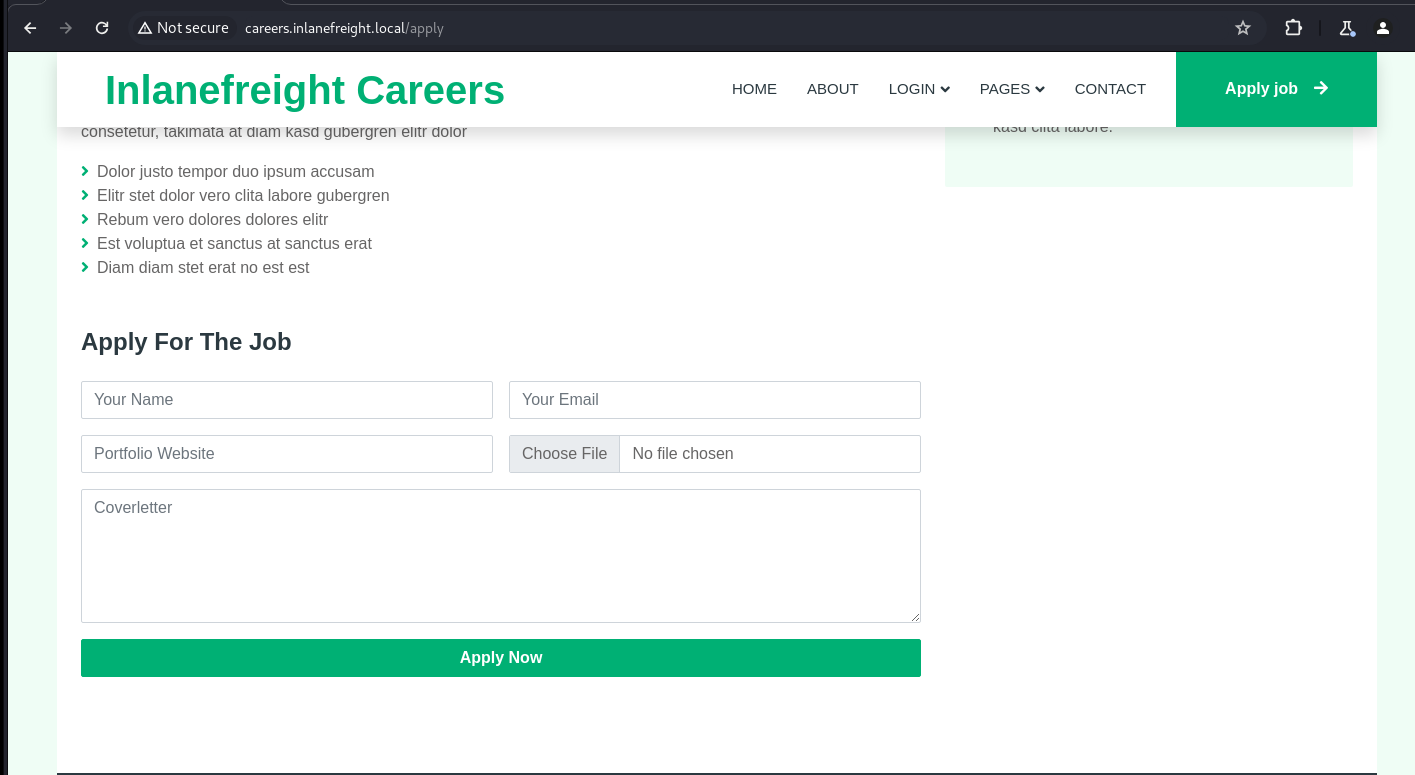 Not secure careers.inlanefreight.local/apply
Inlanefreight Careers HOME ABOUT LOGIN PAGES CONTACT Apply job
consetetur, takimata at diam kasd gubergren elitr dolor
kasd clita labore.
Dolor justo tempor duo ipsum accusam
Elitr stet dolor vero clita labore gubergren
Rebum vero dolores dolores elitr
Est voluptua et sanctus at sanctus erat
Diam diam stet erat no est est
Apply For The Job
Your Name Your Email
Portfolio Website Choose File No file chosen
Coverletter
Apply Now